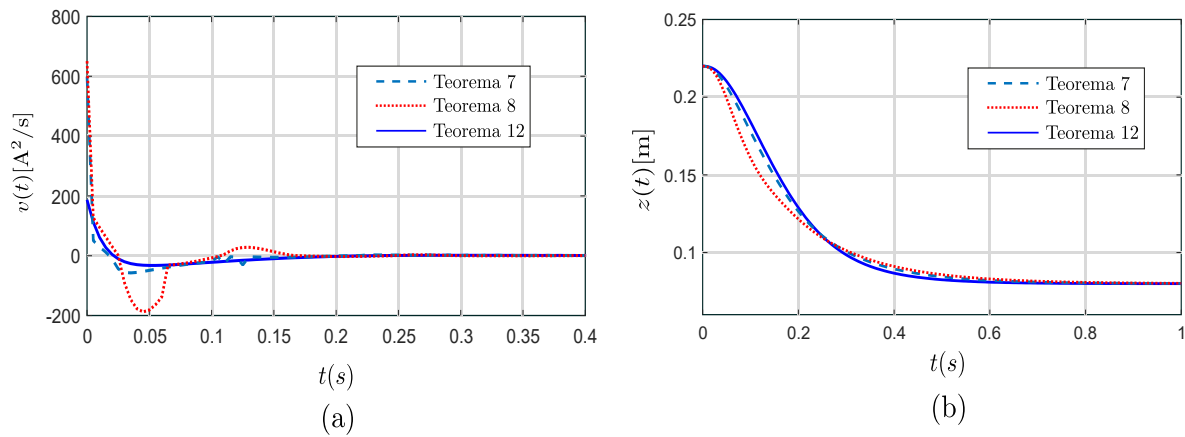 800
600
400
200
0
-200
v(t)[A²/s]
Teorema 7
Teorema 8
Teorema 12
0 0.05 0.1 0.15 0.2 0.25 0.3 0.35 0.4
t(s)
(a)
0.25
0.2
0.15
0.1
z(t)[m]
Teorema 7
Teorema 8
Teorema 12
0 0.2 0.4 0.6 0.8 1
t(s)
(b)